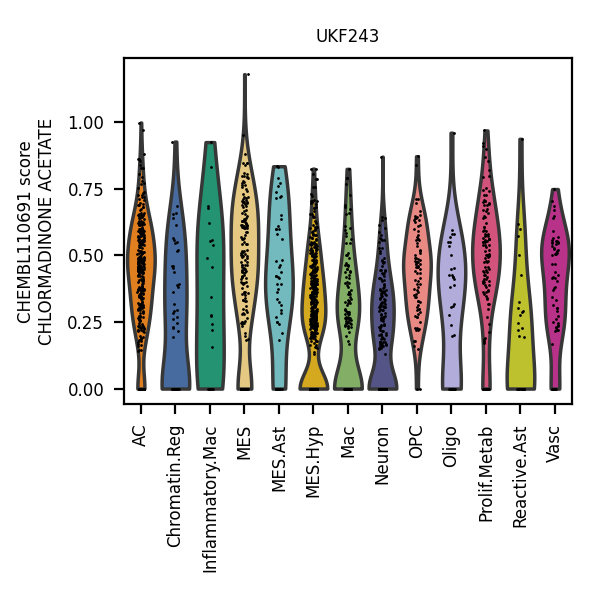 UKF243
CHEMBL110691 score
CHLORMADINONE ACETATE
1.00
0.75
0.50
0.25
0.00
AC
Chromatin.Reg
Inflammatory.Mac
MES
MES.Ast
MES.Hyp
Mac
Neuron
OPC
Oligo
Prolif.Metab
Reactive.Ast
Vasc